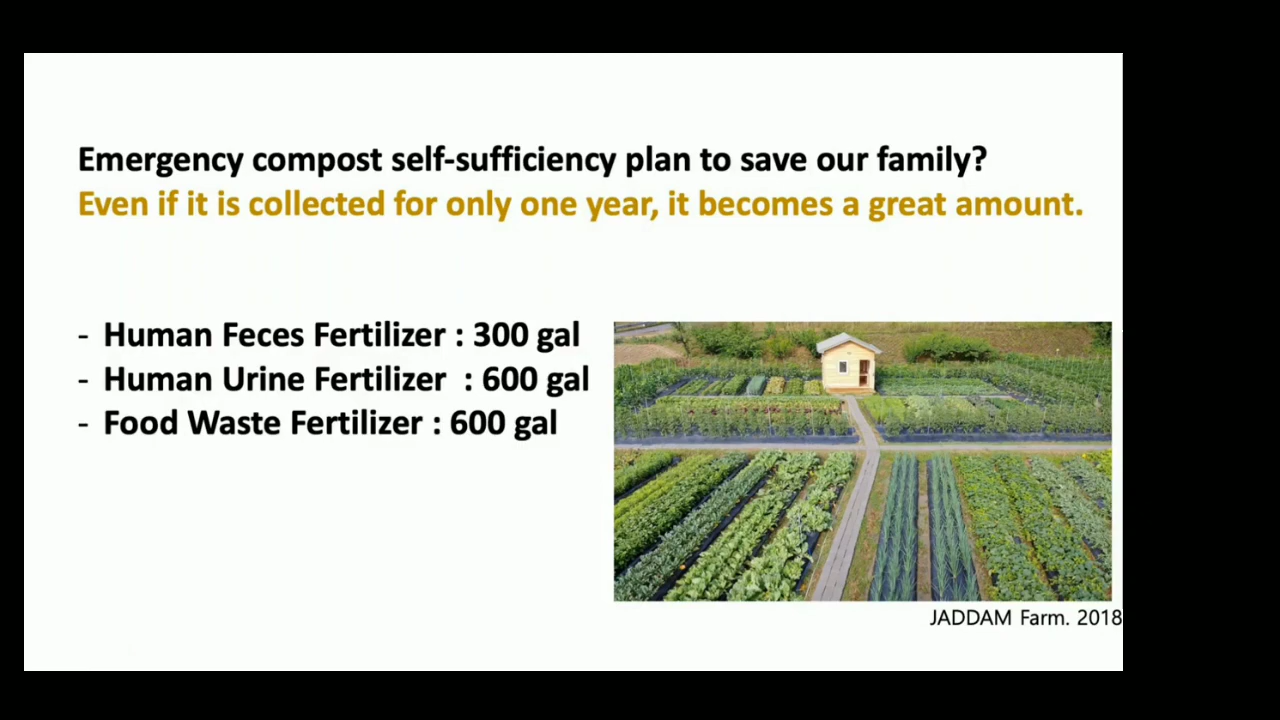 Emergency compost self-sufficiency plan to save our family?
Even if it is collected for only one year, it becomes a great amount.
- Human Feces Fertilizer : 300 gal
- Human Urine Fertilizer : 600 gal
- Food Waste Fertilizer : 600 gal
JADDAM Farm. 2018